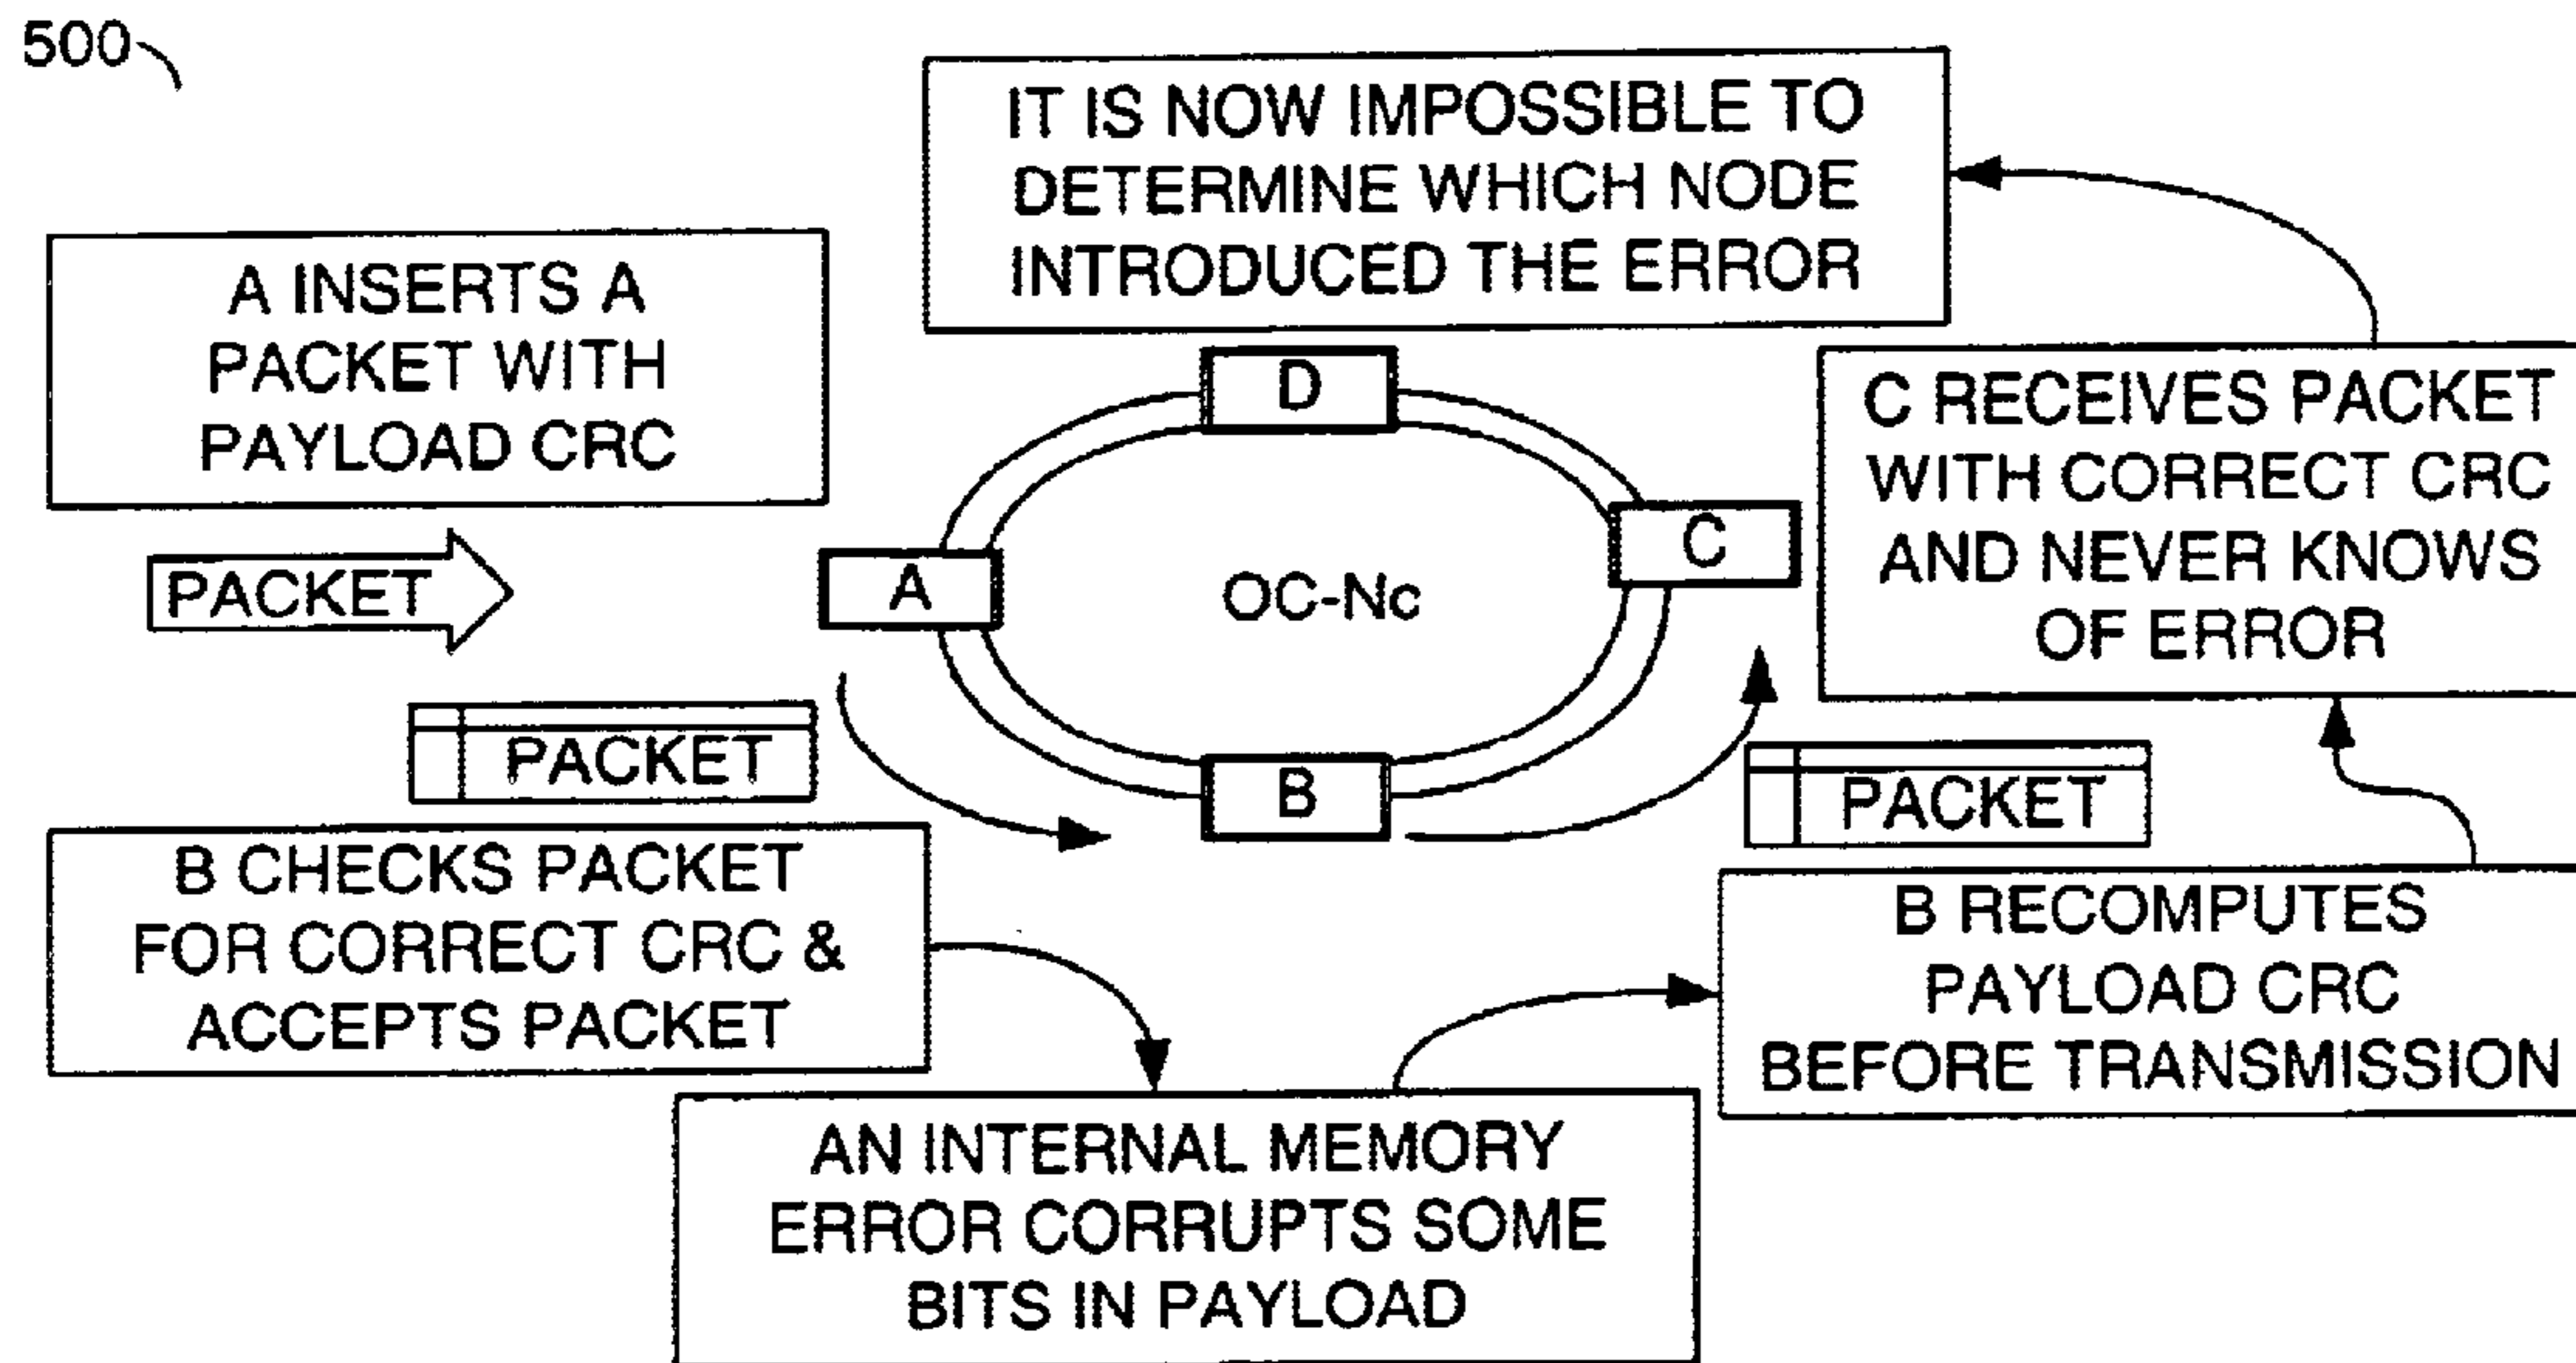 500
IT IS NOW IMPOSSIBLE TO
DETERMINE WHICH NODE
INTRODUCED THE ERROR
A INSERTS A
PACKET WITH
PAYLOAD CRC
D
C RECEIVES PACKET
WITH CORRECT CRC
AND NEVER KNOWS
OF ERROR
PACKET
A
OC-Nc
C
PACKET
B
PACKET
B CHECKS PACKET
FOR CORRECT CRC &
ACCEPTS PACKET
B RECOMPUTES
PAYLOAD CRC
BEFORE TRANSMISSION
AN INTERNAL MEMORY
ERROR CORRUPTS SOME
BITS IN PAYLOAD